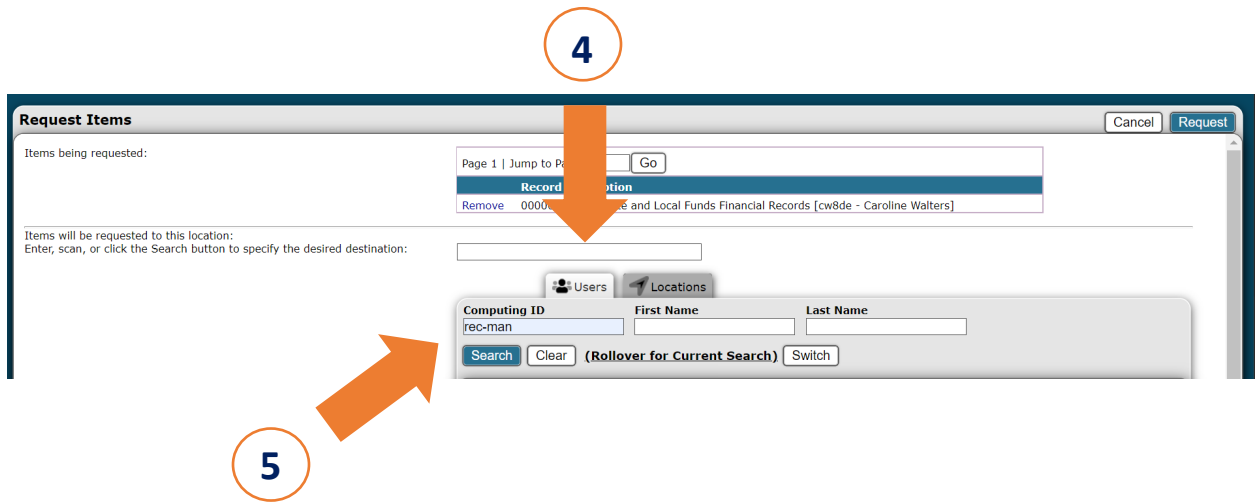 4
Request Items
Cancel Request
Items being requested:
Page 1 | Jump to Go
Record
Remove and Local Funds Financial Records [cw8de - Caroline Walters]
Items will be requested to this location:
Enter, scan, or click the Search button to specify the desired destination:
Users Locations
Computing ID First Name Last Name
rec-man
Search Clear (Rollover for Current Search) Switch
5